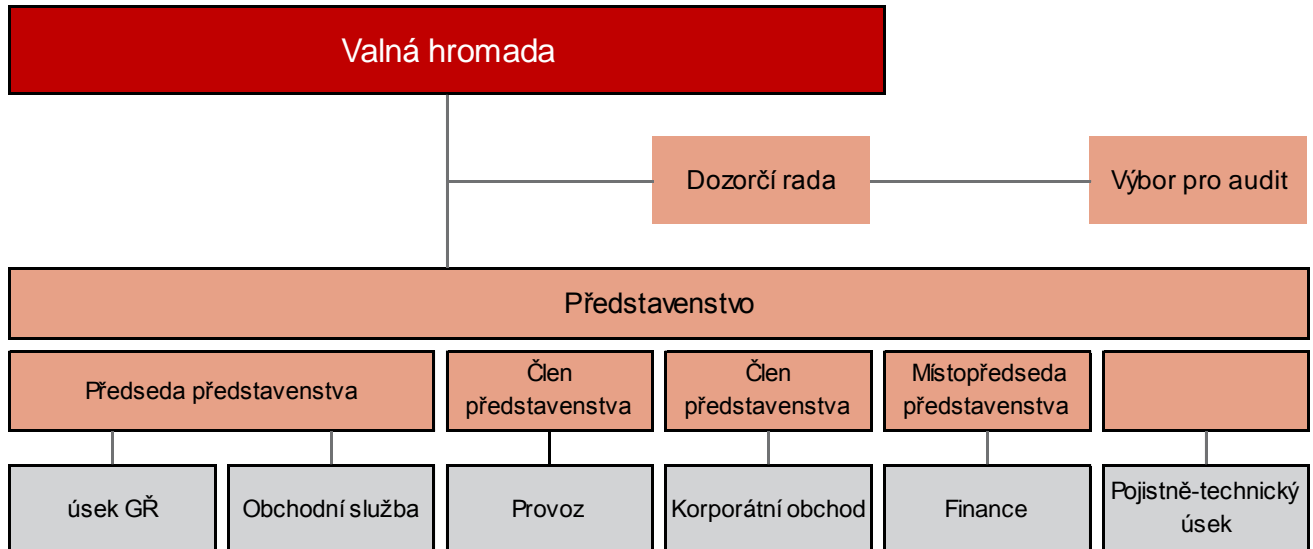 Valná hromada
Dozorčí rada
Výbor pro audit
Představenstvo
Předseda představenstva
Člen
představenstva
Člen
představenstva
Místopředseda
představenstva
úsek GŘ
Obchodní služba
Provoz
Korporátní obchod
Finance
Pojistně-technický
úsek